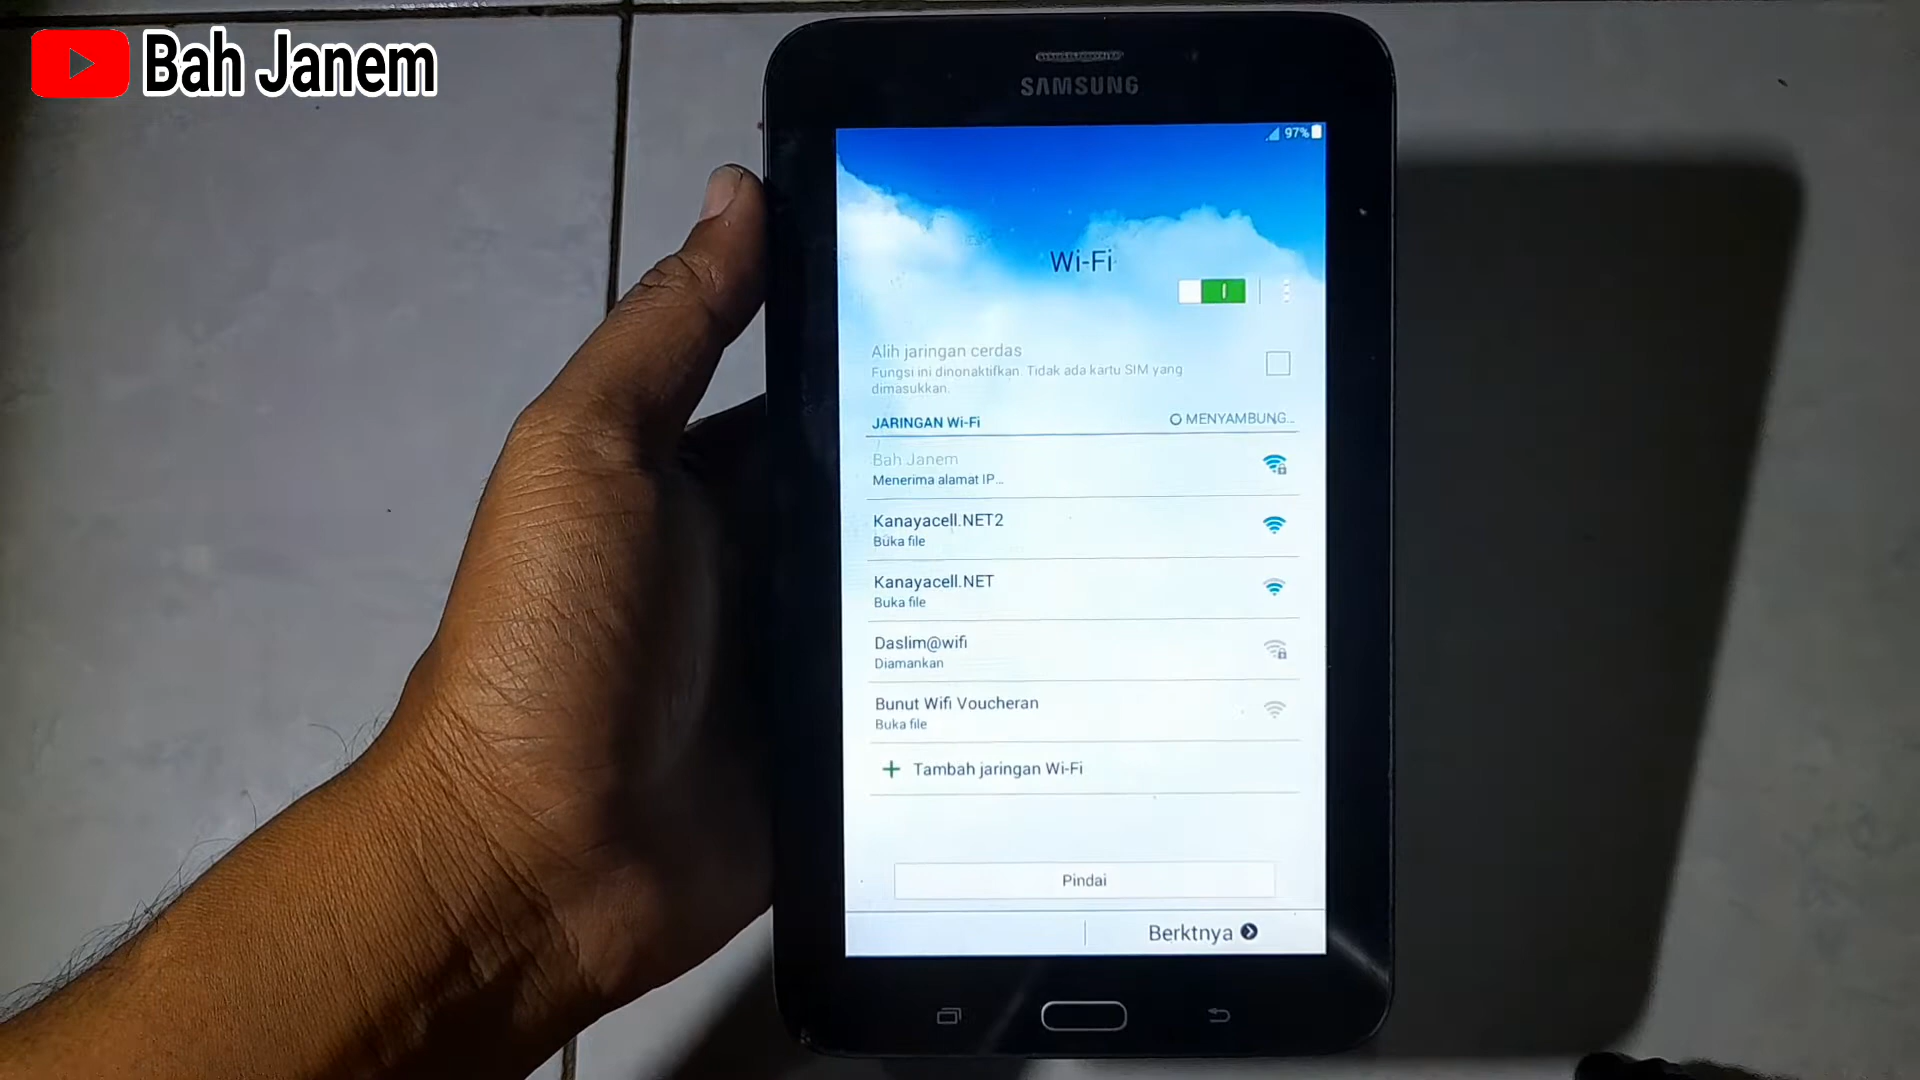 Bah Janem
SAMSUNG
97%
Wi-Fi
Alih jaringan cerdas
Fungsi ini dinonaktifkan. Tidak ada kartu SIM yang
dimasukkan.
JARINGAN Wi-Fi
MENYAMBUNG...
Bah Janem
Menerima alamat IP...
Kanayacell.NET2
Buka file
Kanayacell.NET
Buka file
Daslim@wifi
Diamankan
Bunut Wifi Voucheran
Buka file
+ Tambah jaringan Wi-Fi
Pindai
Berktnya